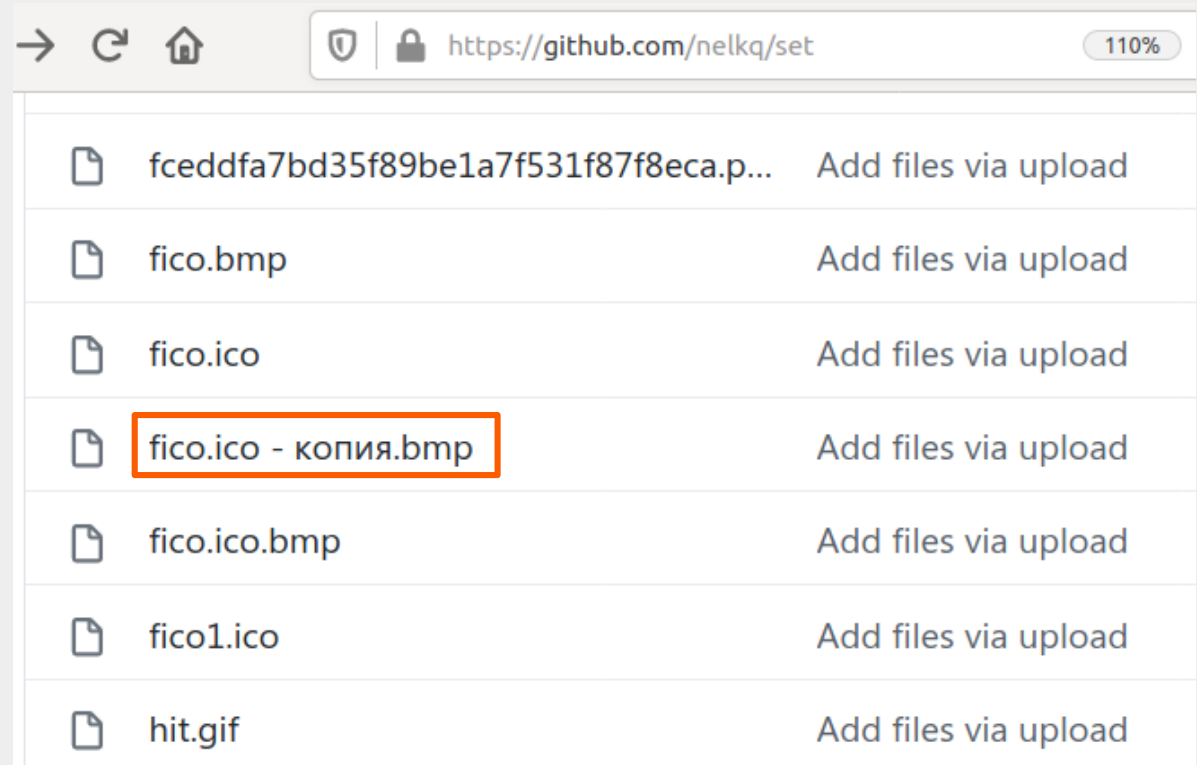 https://github.com/nelkq/set 110%
fceddfa7bd35f89be1a7f531f87f8eca.p... Add files via upload
fico.bmp Add files via upload
fico.ico Add files via upload
fico.ico - копия.bmp Add files via upload
fico.ico.bmp Add files via upload
fico1.ico Add files via upload
hit.gif Add files via upload